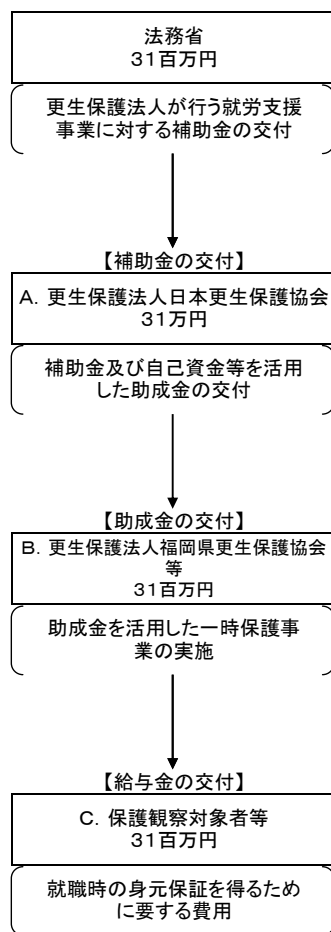 法務省
31百万円
更生保護法人が行う就労支援
事業に対する補助金の交付
【補助金の交付】
A. 更生保護法人日本更生保護協会
31万円
補助金及び自己資金等を活用
した助成金の交付
【助成金の交付】
B. 更生保護法人福岡県更生保護協会
等
31百万円
助成金を活用した一時保護事
業の実施
【給与金の交付】
C. 保護観察対象者等
31百万円
就職時の身元保証を得るため
に要する費用